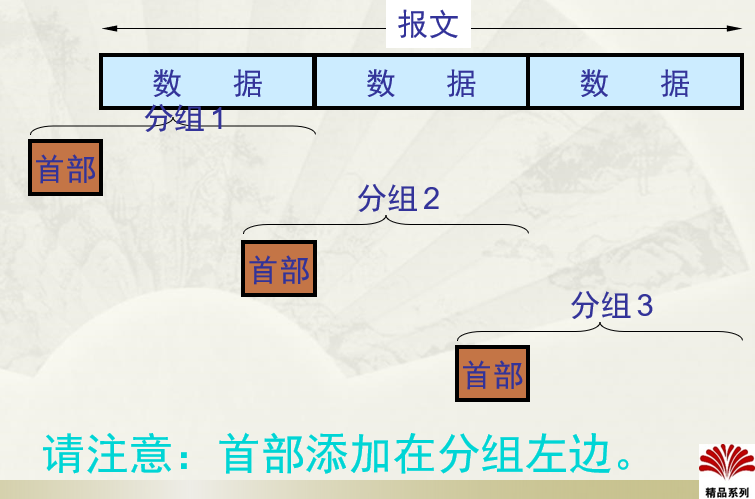 报文
数 据 数 据 数 据
分组1
首部
分组2
首部
分组3
首部
请注意：首部添加在分组左边。
精品系列